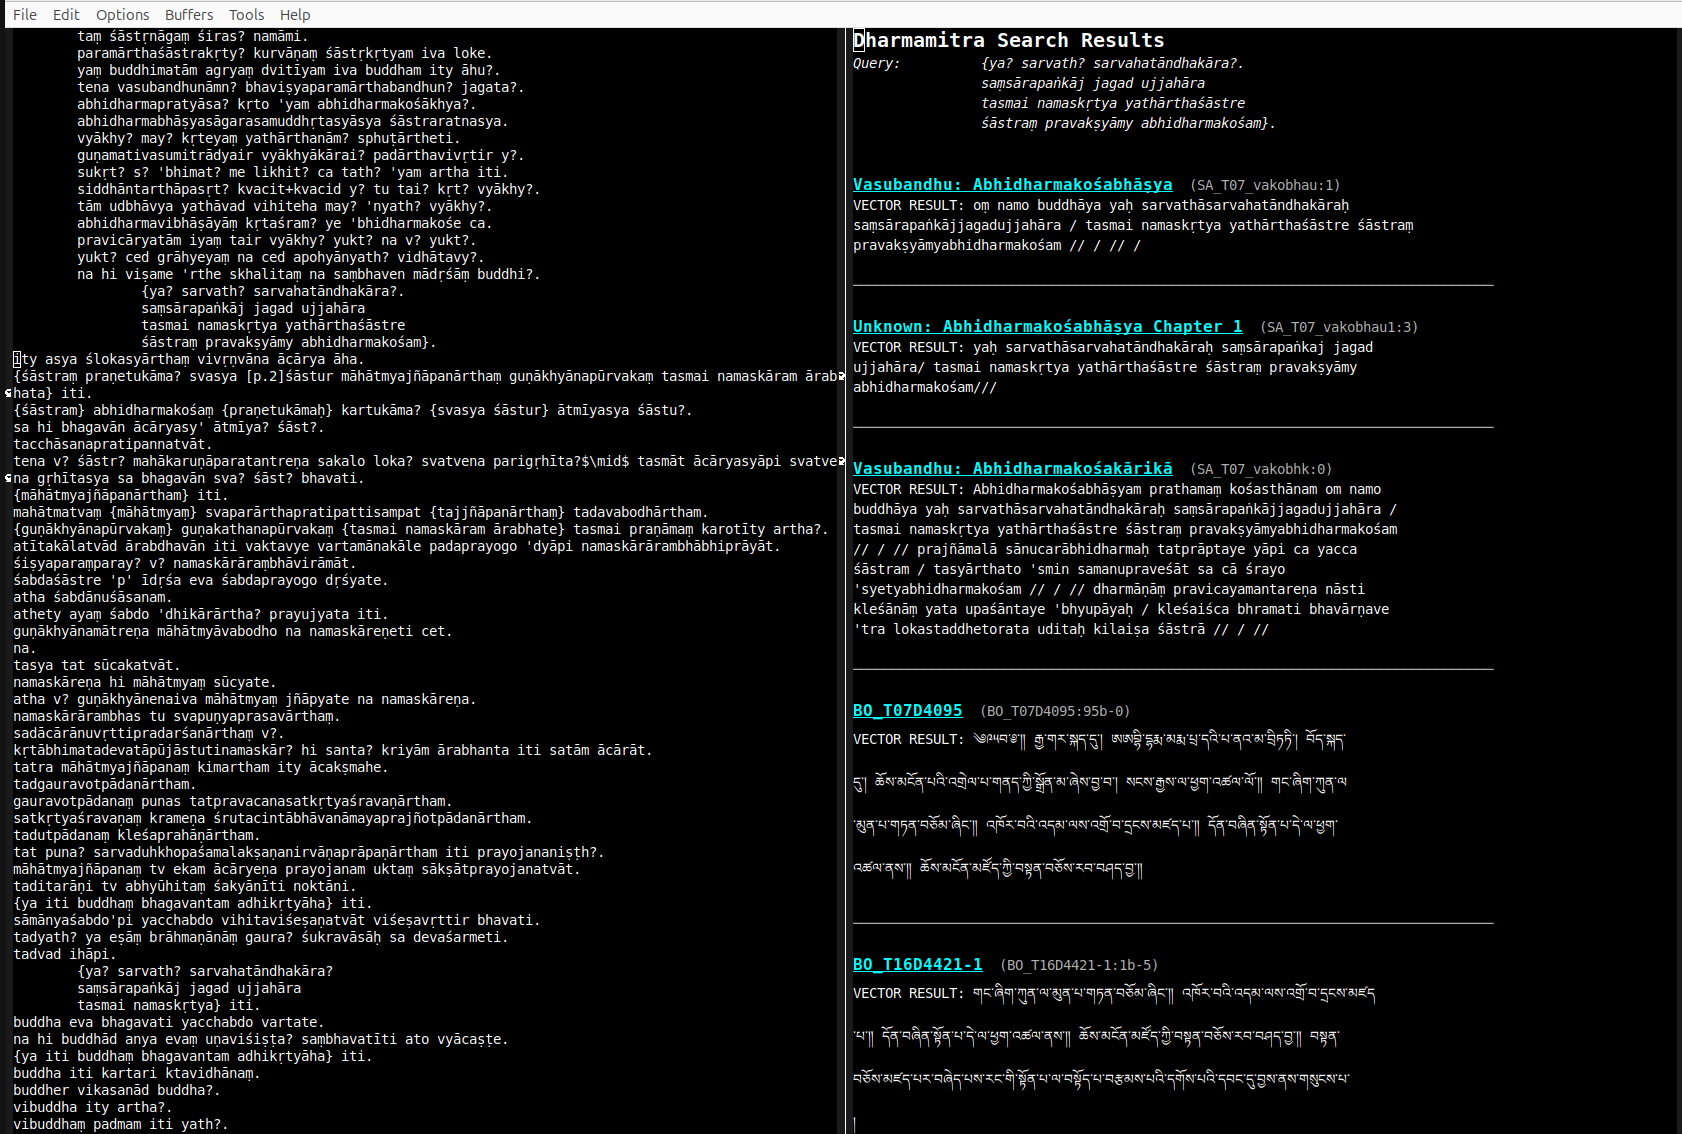 File Edit Options Buffers Tools Help
taṃ śāstṛnāgaṃ śiras? namāmi.
paramārthaśāstrakṛty? kurvāṇaṃ śāstṛkṛtyam iva loke.
yaṃ buddhimatām agryaṃ dvitīyam iva buddham ity āhu?.
tena vasubandhunāmn? bhaviṣyaparamārthabandhun? jagata?.
abhidharmapratyāsa? kṛto 'yam abhidharmakośākhya?.
abhidharmabhāṣyasāgarasamuddhṛtasyāsya śāstraratnasya.
vyākhy? may? kṛteyaṃ yathārthanām? sphuṭārtheti.
guṇamativasumitrādyair vyākhyākārai? padārthavivṛtir y?.
sukṛt? s? 'bhimat? me likhit? ca tath? 'yam artha iti.
siddhāntarthāpasṛt? kvacit+kvacid y? tu tai? kṛt? vyākhy?.
tām udbhāvya yathāvad vihiteha may? 'nyath? vyākhy?.
abhidharmavibhāṣāyāṃ kṛtaśram? ye 'bhidharmakośe ca.
pravicāryatām iyaṃ tair vyākhy? yukt? na v? yukt?.
yukt? ced grāhyeyaṃ na ced apohyānyath? vidhātavy?.
na hi viṣame 'rthe skhalitaṃ na saṃbhaven mādṛśāṃ buddhi?.
{ya? sarvath? sarvahatāndhakāra?.
saṃsārapaṅkāj jagad ujjahāra
tasmai namaskṛtya yathārthaśāstre
śāstraṃ pravakṣyāmy abhidharmakośam}.
ity asya ślokasyārthaṃ vivṛṇvāna ācārya āha.
{śāstraṃ praṇetukāma? svasya [p.2]śāstur māhātmyajñāpanārthaṃ guṇākhyānapūrvakaṃ tasmai namaskāram ārab
hata} iti.
{śāstram} abhidharmakośaṃ {praṇetukāmaḥ} kartukāma? {svasya śāstur} ātmīyasya śāstu?.
sa hi bhagavān ācāryasy' ātmīya? śāst?.
tacchāsanapratipannatvāt.
tena v? śāstr? mahākaruṇāparatantreṇa sakalo loka? svatvena parigṛhīta?$\mid$ tasmāt ācāryasyāpi svatve
na gṛhītasya sa bhagavān sva? śāst? bhavati.
{māhātmyajñāpanārtham} iti.
mahātmatvaṃ {māhātmyaṃ} svaparārthapratipattisampat {tajjñāpanārthaṃ} tadavabodhārtham.
{guṇākhyānapūrvakaṃ} guṇakathanapūrvakaṃ {tasmai namaskāram ārabhate} tasmai praṇāmaṃ karotīty artha?.
atītakālatvād ārabdhavān iti vaktavye vartamānakāle padaprayogo 'dyāpi namaskārārambhābhiprāyāt.
śiṣyaparaṃparay? v? namaskārāraṃbhāvirāmāt.
śabdaśāstre 'p' īdṛśa eva śabdaprayogo dṛśyate.
atha śabdānuśāsanam.
athety ayaṃ śabdo 'dhikārārtha? prayujyata iti.
guṇākhyānamātreṇa māhātmyāvabodho na namaskāreṇeti cet.
na.
tasya tat sūcakatvāt.
namaskāreṇa hi māhātmyaṃ sūcyate.
atha v? guṇākhyānenaiva māhātmyaṃ jñāpyate na namaskāreṇa.
namaskārārambhas tu svapuṇyaprasavārthaṃ.
sadācārānuvṛttipradarśanārthaṃ v?.
kṛtābhimatadevatāpūjāstutinamaskār? hi santa? kriyām ārabhanta iti satām ācārāt.
tatra māhātmyajñāpanaṃ kimartham ity ācakṣmahe.
tadgauravotpādanārtham.
gauravotpādanaṃ punas tatpravacanasatkṛtyaśravaṇārtham.
satkṛtyaśravaṇaṃ krameṇa śrutacintābhāvanāmayaprajñotpādanārtham.
tadutpādanaṃ kleśaprahāṇārtham.
tat puna? sarvaduhkhopaśamalakṣaṇanirvāṇaprāpaṇārtham iti prayojananiṣṭh?.
māhātmyajñāpanaṃ tv ekam ācāryeṇa prayojanam uktaṃ sākṣātprayojanatvāt.
taditarāṇi tv abhyūhitaṃ śakyānīti noktāni.
{ya iti buddhaṃ bhagavantam adhikṛtyāha} iti.
sāmānyaśabdo'pi yacchabdo vihitaviśeṣaṇatvāt viśeṣavṛttir bhavati.
tadyath? ya eṣāṃ brāhmaṇānāṃ gaura? śukravāsāḥ sa devaśarmeti.
tadvad ihāpi.
{ya? sarvath? sarvahatāndhakāra?
saṃsārapaṅkāj jagad ujjahāra
tasmai namaskṛtya} iti.
buddha eva bhagavati yacchabdo vartate.
na hi buddhād anya evaṃ uṇaviśiṣṭa? saṃbhavatīti ato vyācaṣṭe.
{ya iti buddhaṃ bhagavantam adhikṛtyāha} iti.
buddha iti kartari ktavidhānaṃ.
buddher vikasanād buddha?.
vibuddha ity artha?.
vibuddhaṃ padmam iti yath?.
Dharmamitra Search Results
Query: {ya? sarvath? sarvahatāndhakāra?.
saṃsārapaṅkāj jagad ujjahāra
tasmai namaskṛtya yathārthaśāstre
śāstraṃ pravakṣyāmy abhidharmakośam}.
Vasubandhu: Abhidharmakośabhāṣya (SA_T07_vakobhau:1)
VECTOR RESULT: oṃ namo buddhāya yaḥ sarvathāsarvahatāndhakāraḥ
saṃsārapaṅkājjagadujjahāra / tasmai namaskṛtya yathārthaśāstre śāstraṃ
pravakṣyāmyabhidharmakośam // / // /
Unknown: Abhidharmakośabhāṣya Chapter 1 (SA_T07_vakobhau1:3)
VECTOR RESULT: yaḥ sarvathāsarvahatāndhakāraḥ saṃsārapaṅkaj jagad
ujjahāra/ tasmai namaskṛtya yathārthaśāstre śāstraṃ pravakṣyāmy
abhidharmakośam///
Vasubandhu: Abhidharmakośakārikā (SA_T07_vakobhk:0)
VECTOR RESULT: Abhidharmakośabhāṣyam prathamaṃ kośasthānam om namo
buddhāya yaḥ sarvathāsarvahatāndhakāraḥ saṃsārapaṅkājjagadujjahāra /
tasmai namaskṛtya yathārthaśāstre śāstraṃ pravakṣyāmyabhidharmakośam
// / // prajñāmalā sānucarābhidharmaḥ tatprāptaye yāpi ca yacca
śāstram / tasyārthato 'smin samanupraveśāt sa cā śrayo
'syetyabhidharmakośam // / // dharmāṇāṃ pravicayamantareṇa nāsti
kleśānāṃ yata upaśāntaye 'bhyupāyaḥ / kleśaiśca bhramati bhavārṇave
'tra lokastaddhetorata uditaḥ kilaiṣa śāstrā // / //
BO_T07D4095 (BO_T07D4095:95b-0)
VECTOR RESULT: རྒྱ་གར་སྐད་དུ། བོད་སྐད་
དུ། ཆོས་མངོན་པའི་འགྲེལ་པ་གནད་ཀྱི་སྒྲོན་མ་ཞེས་བྱ་བ། སངས་རྒྱས་ལ་ཕྱག་འཚལ་ལོ༎ གང་ཞིག་ཀུན་ལ
་མུན་པ་གཏན་བཅོམ་ཞིང་༎ འཁོར་བའི་འདམ་ལས་འགྲོ་བ་དྲངས་མཛད་པ༎ དོན་བཞིན་སྟོན་པ་དེ་ལ་ཕྱག་
འཚལ་ནས༎ ཆོས་མངོན་མཛོད་ཀྱི་བསྟན་བཅོས་རབ་བཤད་བྱ༎
BO_T16D4421-1 (BO_T16D4421-1:1b-5)
VECTOR RESULT: གང་ཞིག་ཀུན་ལ་མུན་པ་གཏན་བཅོམ་ཞིང་༎ འཁོར་བའི་འདམ་ལས་འགྲོ་བ་དྲངས་མཛད
་པ༎ དོན་བཞིན་སྟོན་པ་དེ་ལ་ཕྱག་འཚལ་ནས༎ ཆོས་མངོན་མཛོད་ཀྱི་བསྟན་བཅོས་རབ་བཤད་བྱ༎ བསྟན་
བཅོས་མཛད་པར་བཞེད་པས་རང་གི་སྟོན་པ་ལ་བསྟོད་པ་བརྩམས་པའི་དགོས་པའི་དབང་དུ་བྱས་ནས་གསུངས་པ་